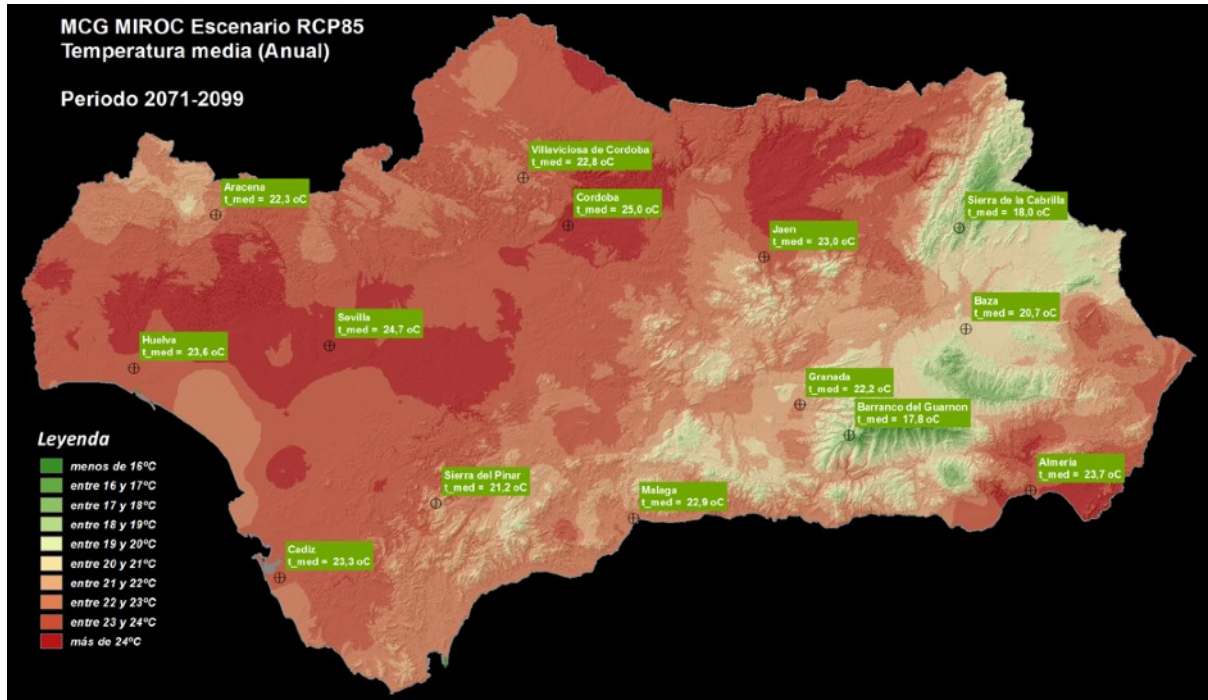 MCG MIROC Escenario RCP85
Temperatura media (Anual)
Periodo 2071-2099
Villaviciosa de Cordoba
t_med = 22,8 oC
Aracena
t_med = 22,3 oC
Cordoba
t_med = 25,0 oC
Sierra de la Cabrilla
t_med = 18,0 oC
Jaen
t_med = 23,0 oC
Baza
t_med = 20,7 oC
Sevilla
t_med = 24,7 oC
Huelva
t_med = 23,6 oC
Granada
t_med = 22,2 oC
Barranco del Guarnon
t_med = 17,8 oC
Almeria
t_med = 23,7 oC
Sierra del Pinar
t_med = 21,2 oC
Malaga
t_med = 22,9 oC
Cadiz
t_med = 23,3 oC
Leyenda
menos de 16ºC
entre 16 y 17ºC
entre 17 y 18ºC
entre 18 y 19ºC
entre 19 y 20ºC
entre 20 y 21ºC
entre 21 y 22ºC
entre 22 y 23ºC
entre 23 y 24ºC
más de 24ºC